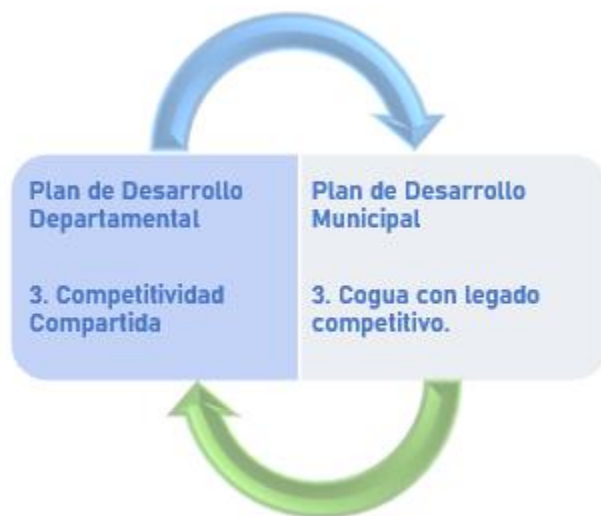 Plan de Desarrollo
Departamental
3. Competitividad
Compartida
Plan de Desarrollo
Municipal
3. Cogua con legado
competitivo.